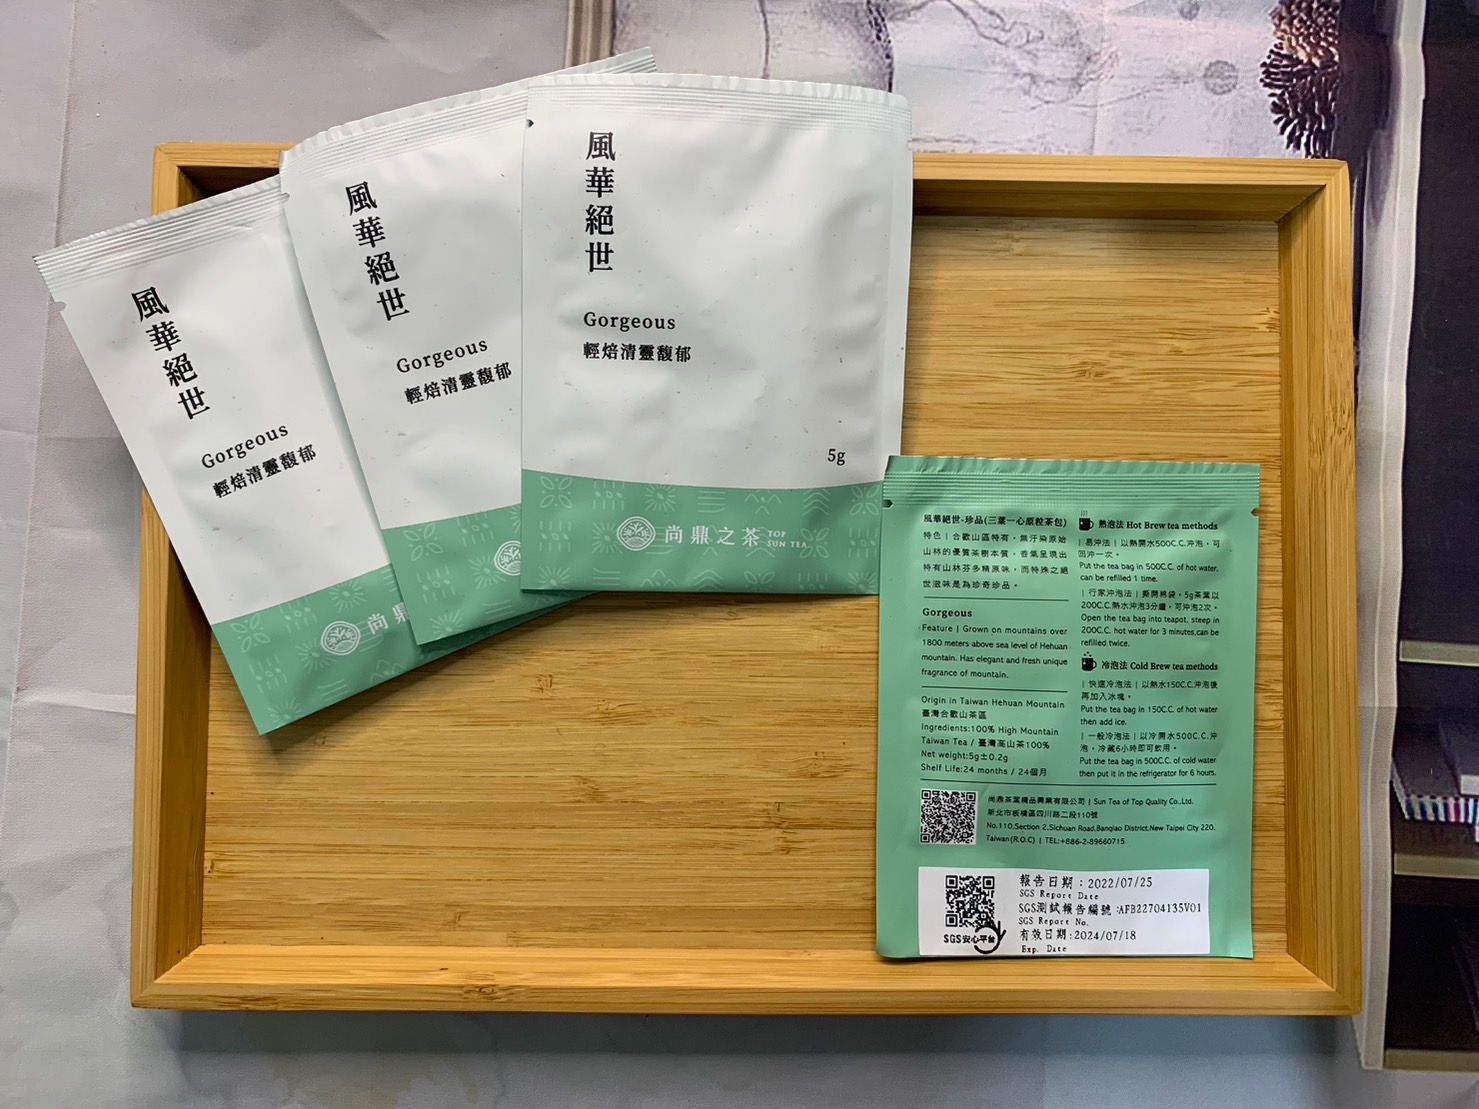 風華絕世
Gorgeous
輕焙清靈馥郁
尚鼎
風華絕世
Gorgeous
輕焙清靈馥郁
風華絕世
Gorgeous
輕焙清靈馥郁
5g
尚鼎之茶 TOP
SUN TEA
風華絕世-珍品(三葉一心原粒茶包)
特色 | 合歡山區特有，無汙染原始
山林的優質茶樹本質，香氣呈現出
特有山林芬多精原味，而特殊之絕
世滋味是為珍奇珍品。
Gorgeous
Feature | Grown on mountains over
1800 meters above sea level of Hehuan
mountain. Has elegant and fresh unique
fragrance of mountain.
Origin in Taiwan Hehuan Mountain
臺灣合歡山茶區
Ingredients:100% High Mountain
Taiwan Tea / 臺灣高山茶100%
Net weight:5g±0.2g
Shelf Life:24 months / 24個月
熱泡法 Hot Brew tea methods
| 易沖法 | 以熱開水500C.C.沖泡，可
回沖一次。
Put the tea bag in 500C.C. of hot water,
can be refilled 1 time.
| 行家沖泡法 | 撕開棉袋，5g茶葉以
200C.C.熱水沖泡3分鐘，可沖泡2次。
Open the tea bag into teapot, steep in
200C.C. hot water for 3 minutes,can be
refilled twice.
冷泡法 Cold Brew tea methods
| 快速冷泡法 | 以熱水150C.C.沖泡後
再加入冰塊。
Put the tea bag in 150C.C. of hot water
then add ice.
| 一般冷泡法 | 以冷開水500C.C.沖
泡，冷藏6小時即可飲用。
Put the tea bag in 500C.C. of cold water
then put it in the refrigerator for 6 hours.
尚鼎茶葉精品興業有限公司 | Sun Tea of Top Quality Co.,Ltd.
新北市板橋區四川路二段110號
No.110,Section 2,Sichuan Road,Banqiao District,New Taipei City 220,
Taiwan(R.O.C) | TEL:+886-2-89660715
SGS安心平台
報告日期：2022/07/25
SGS Report Date
SGS測試報告編號:AFB22704135V01
SGS Report No.
有效日期:2024/07/18
Exp. Date